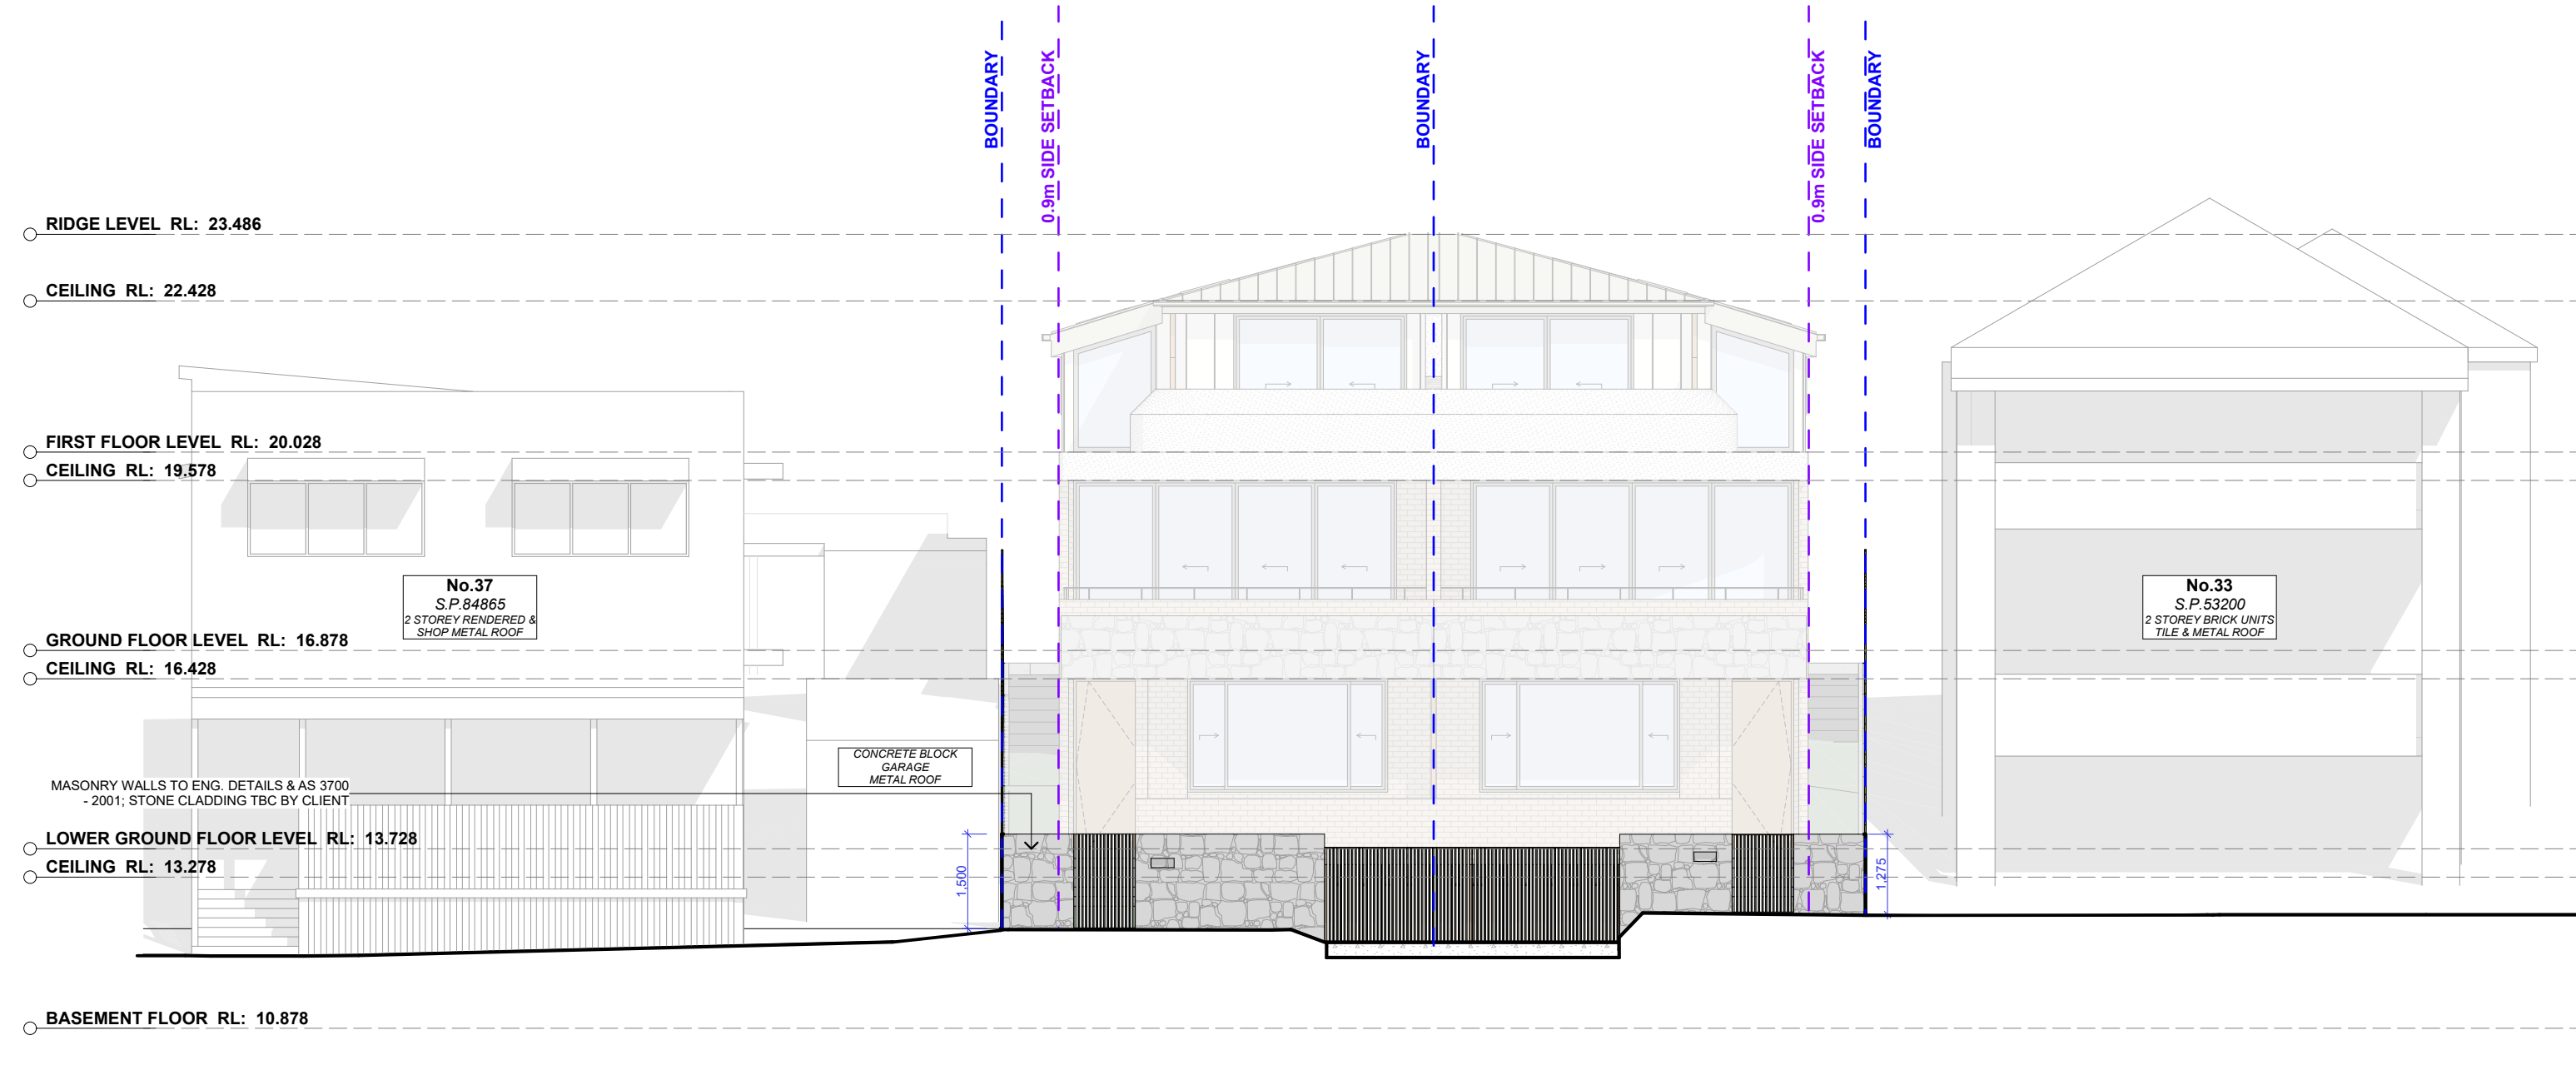 BOUNDARY
0.9m SIDE SETBACK
BOUNDARY
0.9m SIDE SETBACK
BOUNDARY
RIDGE LEVEL RL: 23.486
CEILING RL: 22.428
FIRST FLOOR LEVEL RL: 20.028
CEILING RL: 19.578
No.37
S.P.84865
2 STOREY RENDERED &
SHOP METAL ROOF
No.33
S.P.53200
2 STOREY BRICK UNITS
TILE & METAL ROOF
GROUND FLOOR LEVEL RL: 16.878
CEILING RL: 16.428
CONCRETE BLOCK
GARAGE
METAL ROOF
MASONRY WALLS TO ENG. DETAILS & AS 3700
- 2001; STONE CLADDING TBC BY CLIENT
LOWER GROUND FLOOR LEVEL RL: 13.728
CEILING RL: 13.278
1,500
1,275
BASEMENT FLOOR RL: 10.878